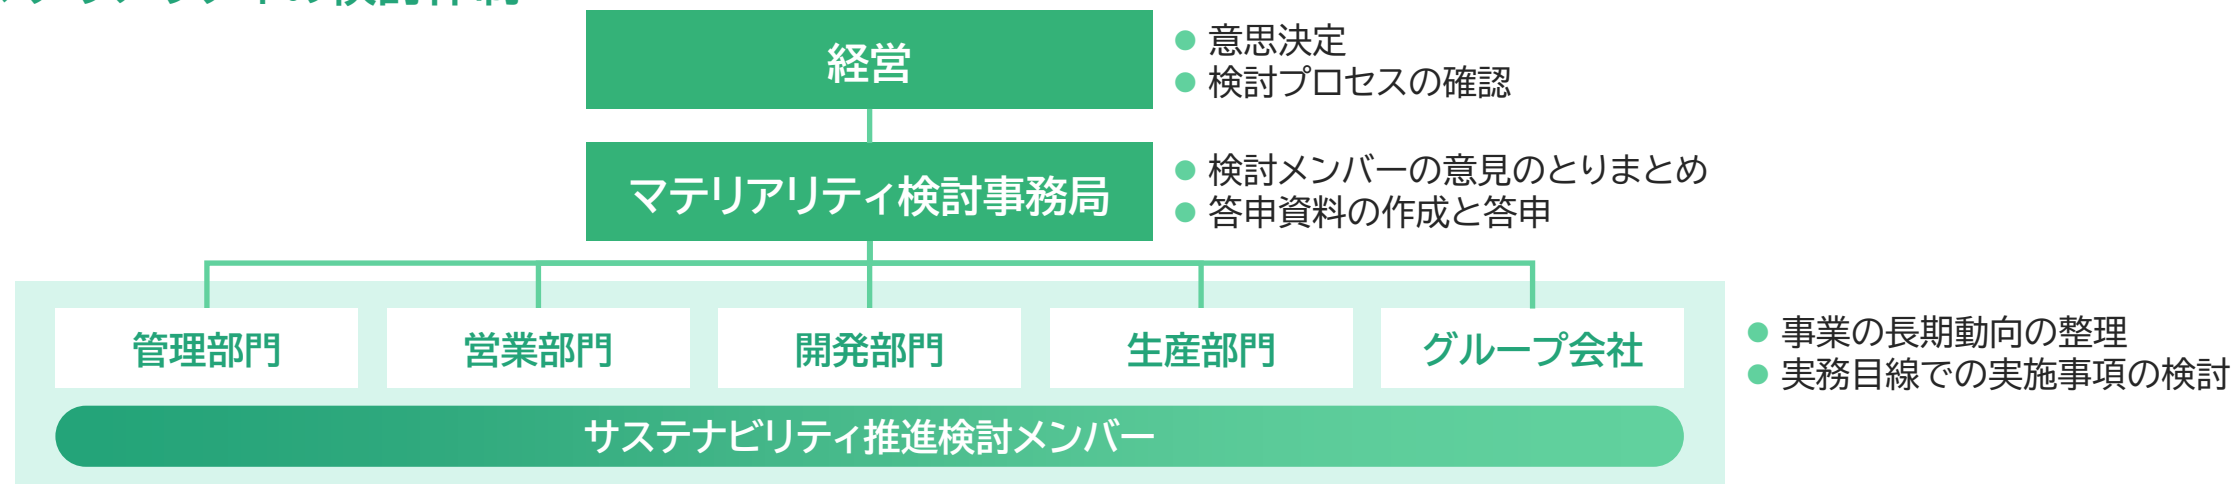 経営
● 意思決定
● 検討プロセスの確認
マテリアリティ検討事務局
● 検討メンバーの意見のとりまとめ
● 答申資料の作成と答申
管理部門
営業部門
開発部門
生産部門
グループ会社
● 事業の長期動向の整理
● 実務目線での実施事項の検討
サステナビリティ推進検討メンバー